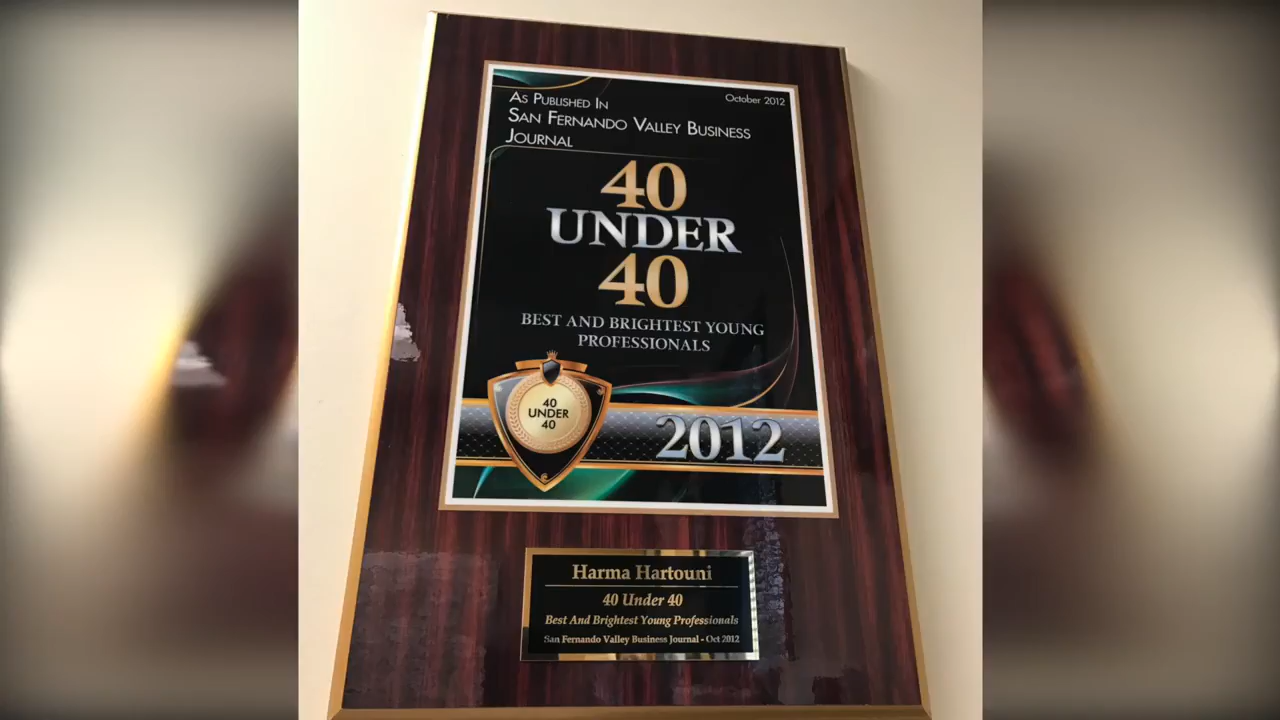 As Published In
October 2012
San Fernando Valley Business
Journal
40
UNDER
40
BEST AND BRIGHTEST YOUNG
PROFESSIONALS
40
UNDER
40
2012
Harma Hartouni
40 Under 40
Best And Brightest Young Professionals
San Fernando Valley Business Journal - Oct 2012